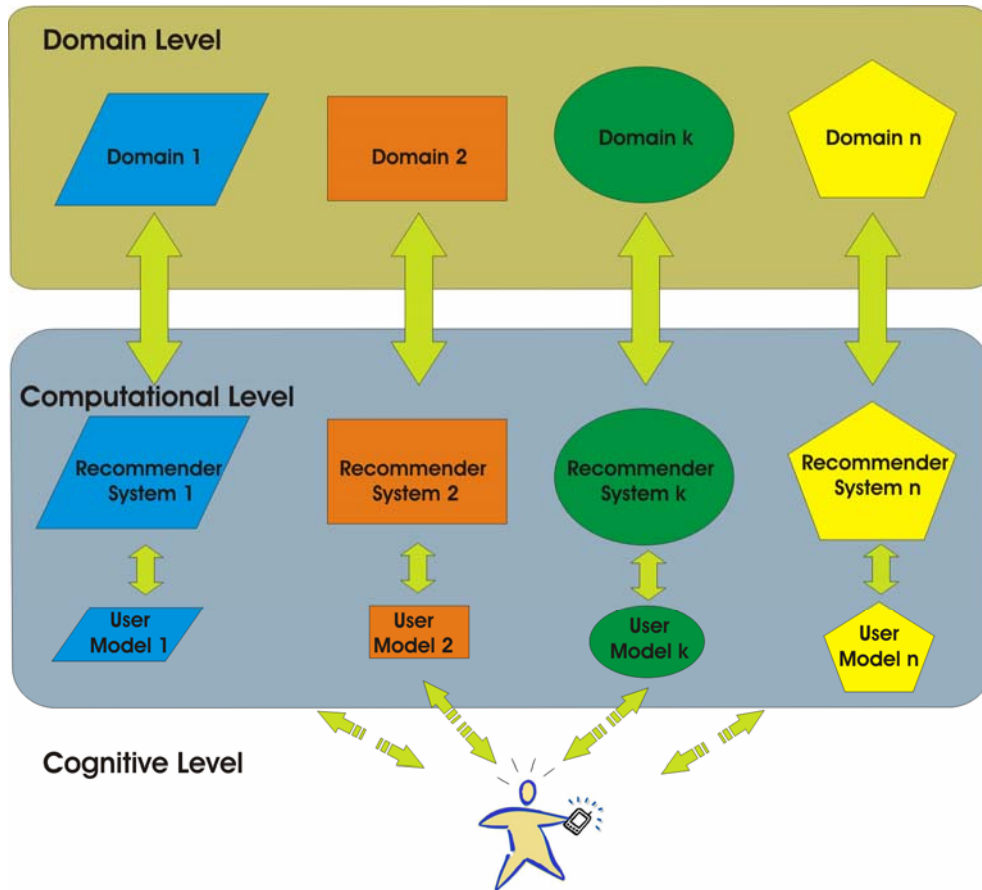 Domain Level
Domain 1
Domain 2
Domain k
Domain n
Computational Level
Recommender
System 1
Recommender
System 2
Recommender
System k
Recommender
System n
User
Model 1
User
Model 2
User
Model k
User
Model n
Cognitive Level